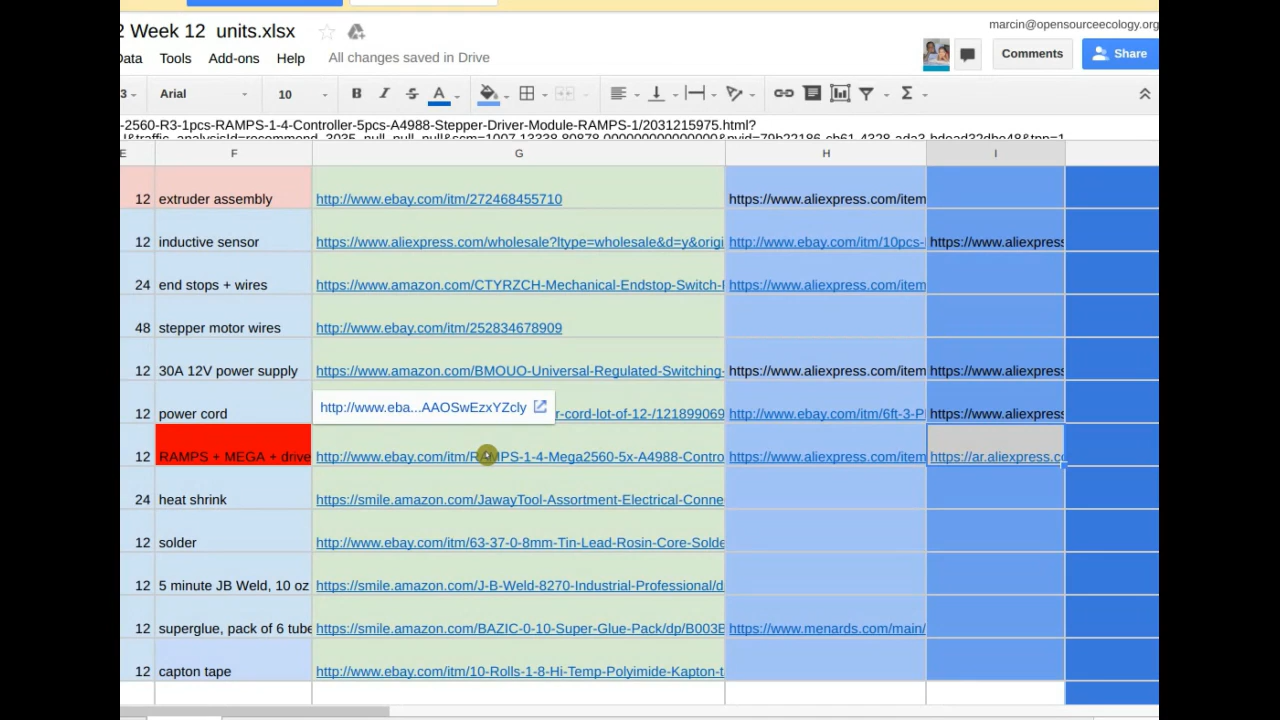 2 Week 12 units.xlsx
marcin@opensourceecology.org
Data Tools Add-ons Help All changes saved in Drive Comments Share
3 Arial 10 B I S A Σ
-2560-R3-1pcs-RAMPS-1-4-Controller-5pcs-A4988-Stepper-Driver-Module-RAMPS-1/2031215975.html?
E F G H I
12 extruder assembly http://www.ebay.com/itm/272468455710 https://www.aliexpress.com/item
12 inductive sensor https://www.aliexpress.com/wholesale?ltype=wholesale&d=y&origi http://www.ebay.com/itm/10pcs- https://www.aliexpress
24 end stops + wires https://www.amazon.com/CTYRZCH-Mechanical-Endstop-Switch- https://www.aliexpress.com/item
48 stepper motor wires http://www.ebay.com/itm/252834678909
12 30A 12V power supply https://www.amazon.com/BMOUO-Universal-Regulated-Switching- https://www.aliexpress.com/item https://www.aliexpress
http://www.eba...AAOSwEzxYZCly
12 power cord r-cord-lot-of-12-/121899069 http://www.ebay.com/itm/6ft-3-P https://www.aliexpress
12 RAMPS + MEGA + drive http://www.ebay.com/itm/RAMPS-1-4-Mega2560-5x-A4988-Contro https://www.aliexpress.com/item https://ar.aliexpress.co
24 heat shrink https://smile.amazon.com/JawayTool-Assortment-Electrical-Conne
12 solder http://www.ebay.com/itm/63-37-0-8mm-Tin-Lead-Rosin-Core-Solde
12 5 minute JB Weld, 10 oz https://smile.amazon.com/J-B-Weld-8270-Industrial-Professional/d
12 superglue, pack of 6 tube https://smile.amazon.com/BAZIC-0-10-Super-Glue-Pack/dp/B003E https://www.menards.com/main/
12 capton tape http://www.ebay.com/itm/10-Rolls-1-8-Hi-Temp-Polyimide-Kapton-t